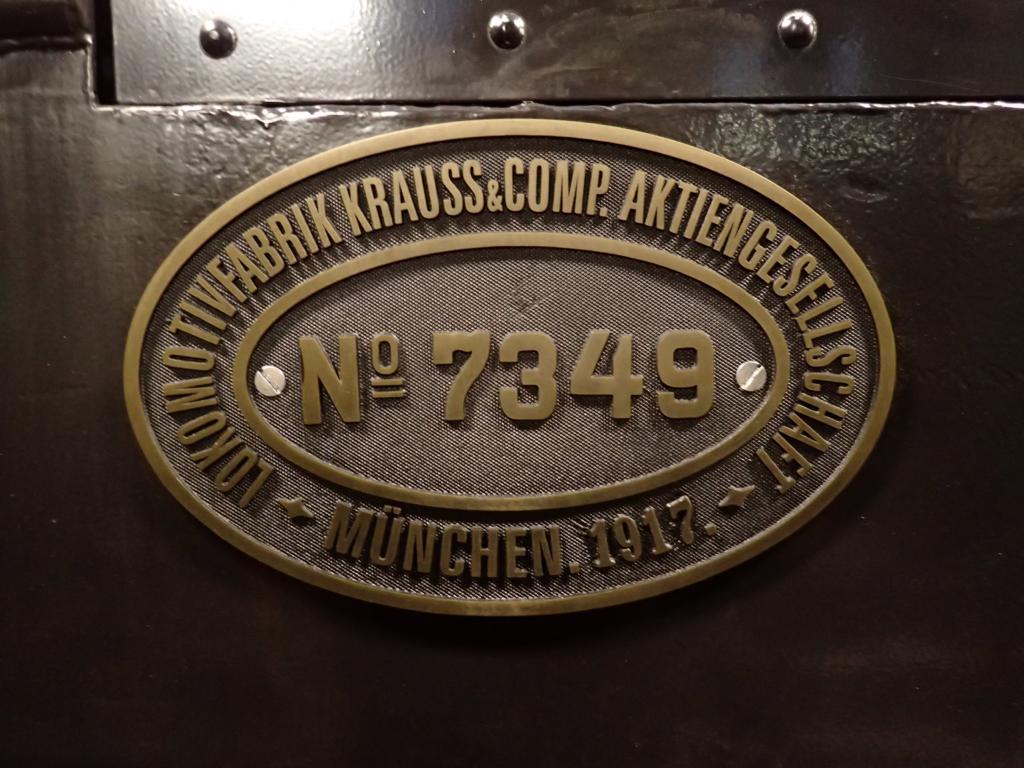 LOKOMOTIVFABRIK KRAUSS&COMP. AKTIENGESELLSCHAFT
Nº 7349
MÜNCHEN. 1917.